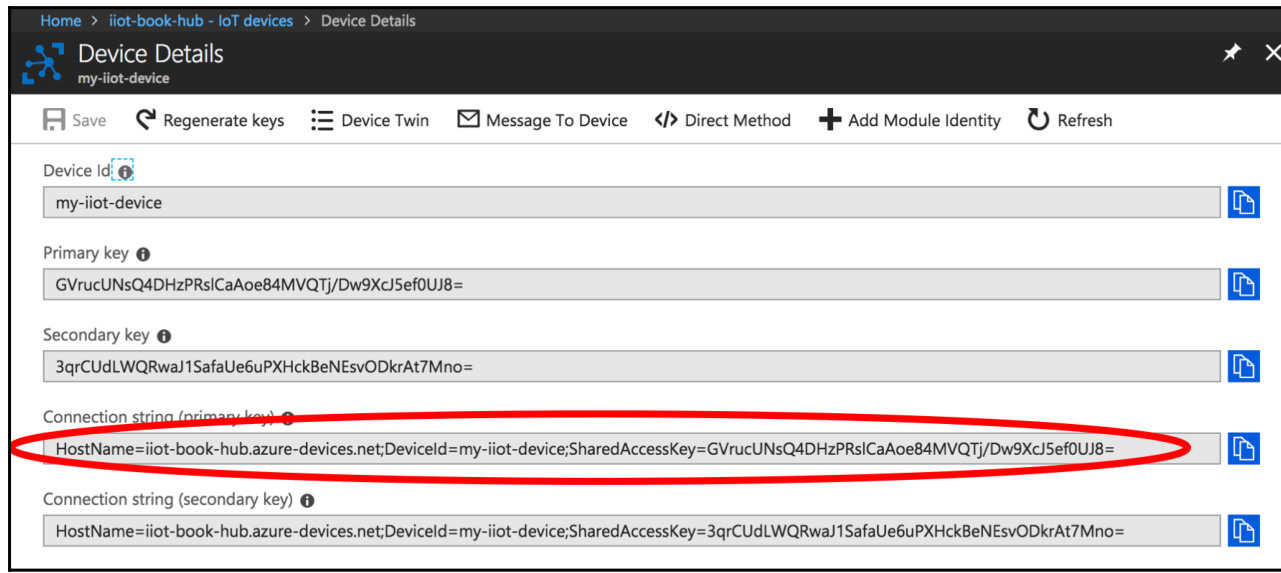 Home > iiot-book-hub - IoT devices > Device Details
Device Details
my-iiot-device
Save Regenerate keys Device Twin Message To Device </> Direct Method Add Module Identity Refresh
Device Id
my-iiot-device
Primary key
GVrucUNsQ4DHzPRslCaAoe84MVQTj/Dw9XcJ5ef0UJ8=
Secondary key
3qrCUdLWQRwaJ1SafaUe6uPXHckBeNEsvODkrAt7Mno=
Connection string (primary key)
HostName=iiot-book-hub.azure-devices.net;DeviceId=my-iiot-device;SharedAccessKey=GVrucUNsQ4DHzPRslCaAoe84MVQTj/Dw9XcJ5ef0UJ8=
Connection string (secondary key)
HostName=iiot-book-hub.azure-devices.net;DeviceId=my-iiot-device;SharedAccessKey=3qrCUdLWQRwaJ1SafaUe6uPXHckBeNEsvODkrAt7Mno=